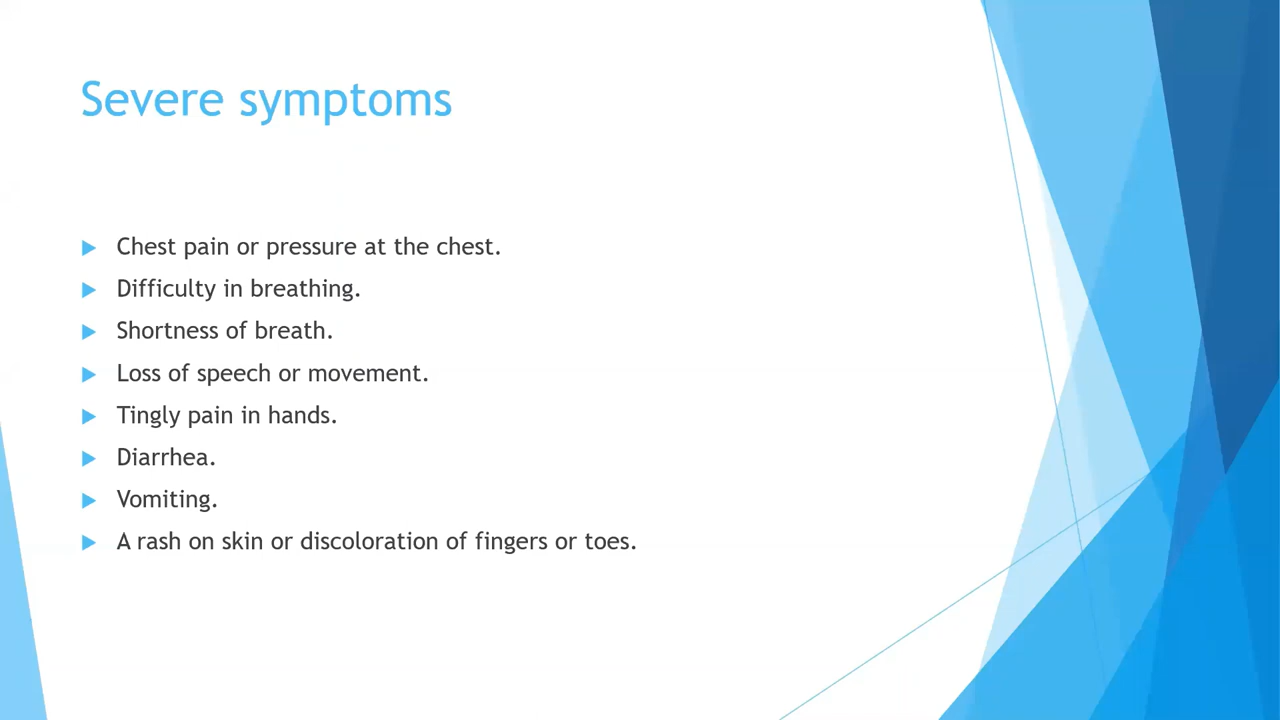 Severe symptoms
Chest pain or pressure at the chest.
Difficulty in breathing.
Shortness of breath.
Loss of speech or movement.
Tingly pain in hands.
Diarrhea.
Vomiting.
A rash on skin or discoloration of fingers or toes.